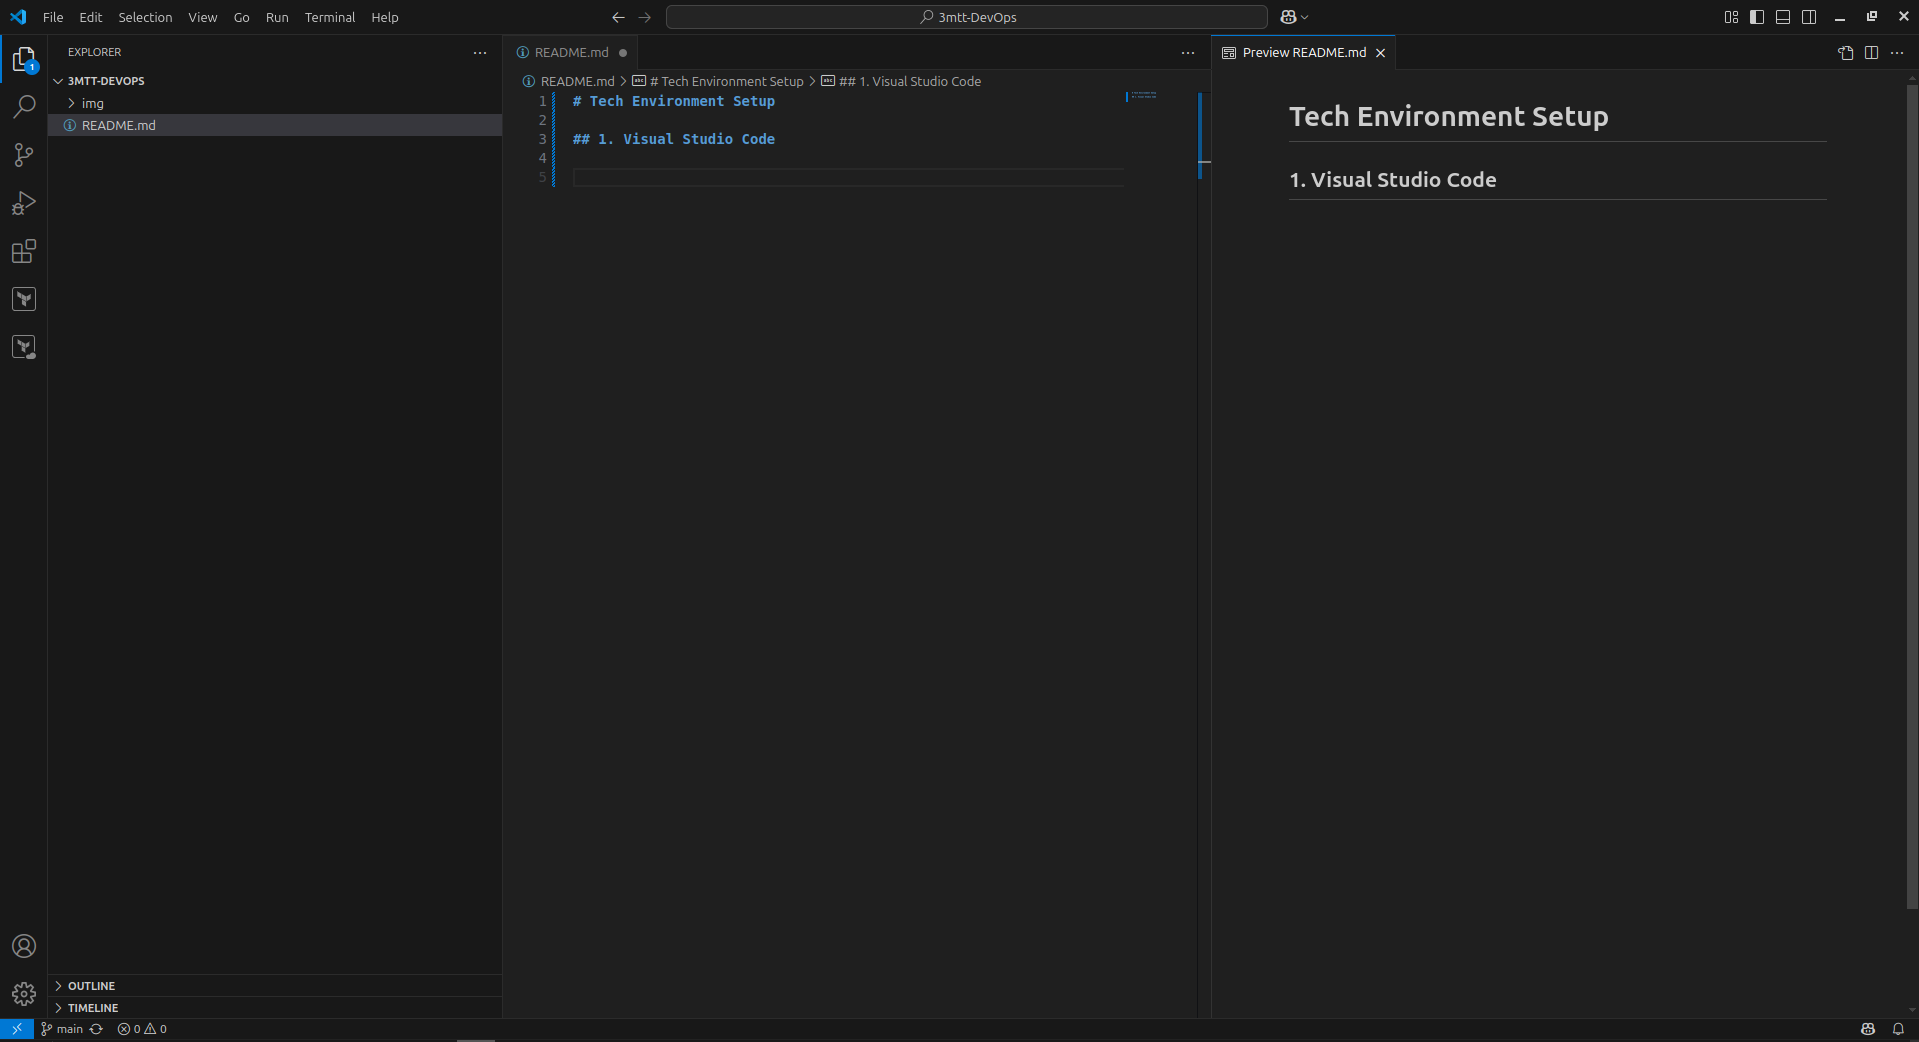 File Edit Selection View Go Run Terminal Help
3mtt-DevOps
EXPLORER
3MTT-DEVOPS
img
README.md
OUTLINE
TIMELINE
README.md
README.md > # Tech Environment Setup > ## 1. Visual Studio Code
1 # Tech Environment Setup
2
3 ## 1. Visual Studio Code
4
5
Preview README.md
Tech Environment Setup
1. Visual Studio Code
1
main 0 0